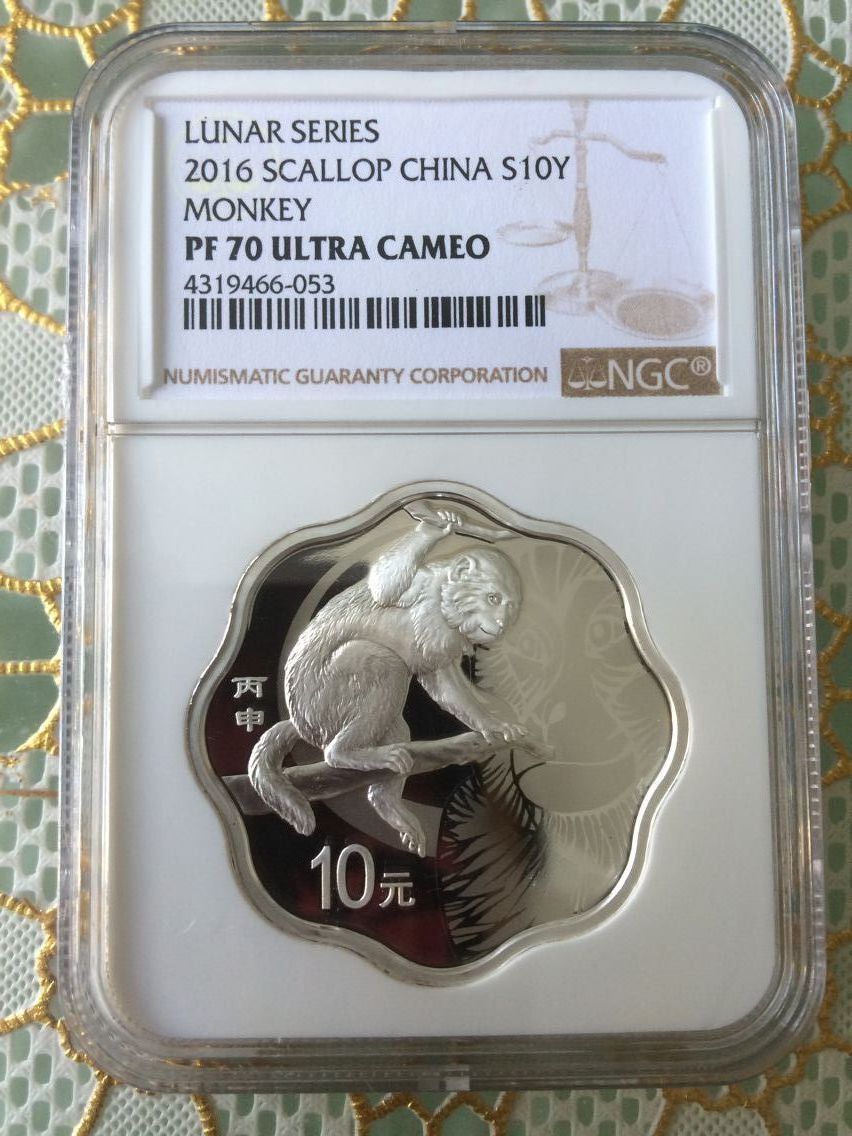 LUNAR SERIES
2016 SCALLOP CHINA S10Y
MONKEY
PF 70 ULTRA CAMEO
4319466-053
NUMISMATIC GUARANTY CORPORATION
NGC®
丙
申
10元